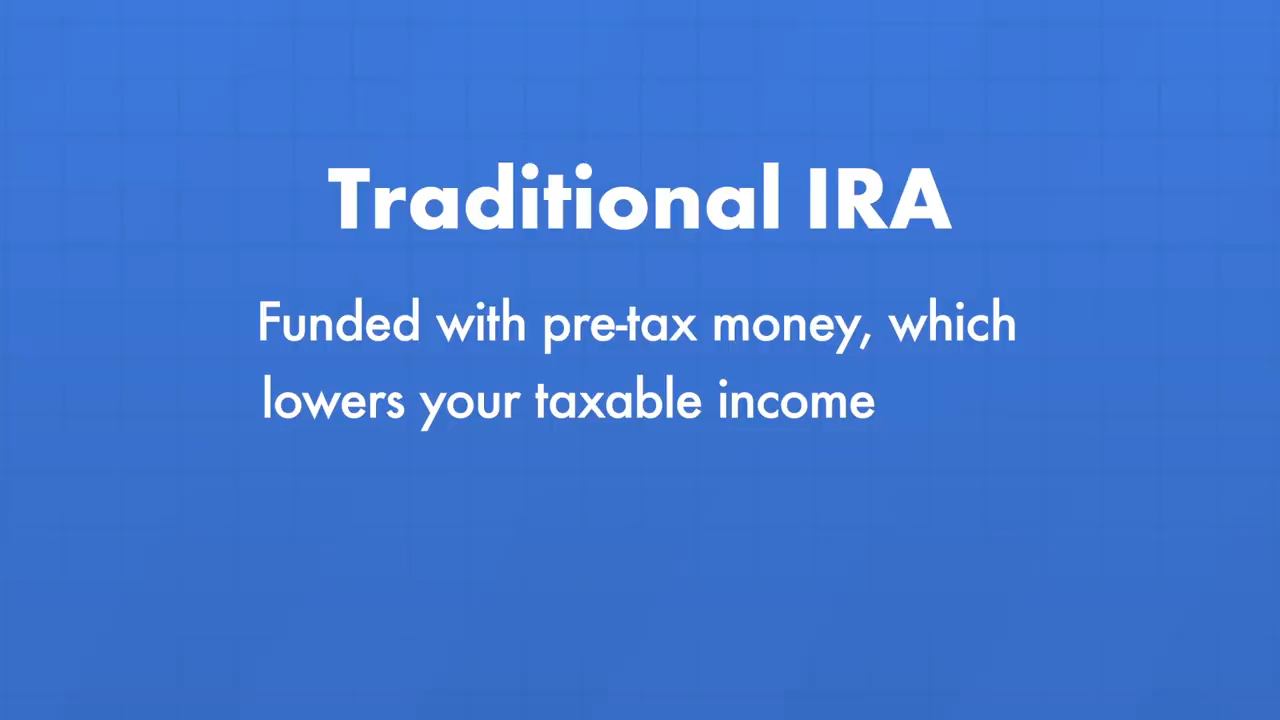 Traditional IRA
Funded with pre-tax money, which
lowers your taxable income